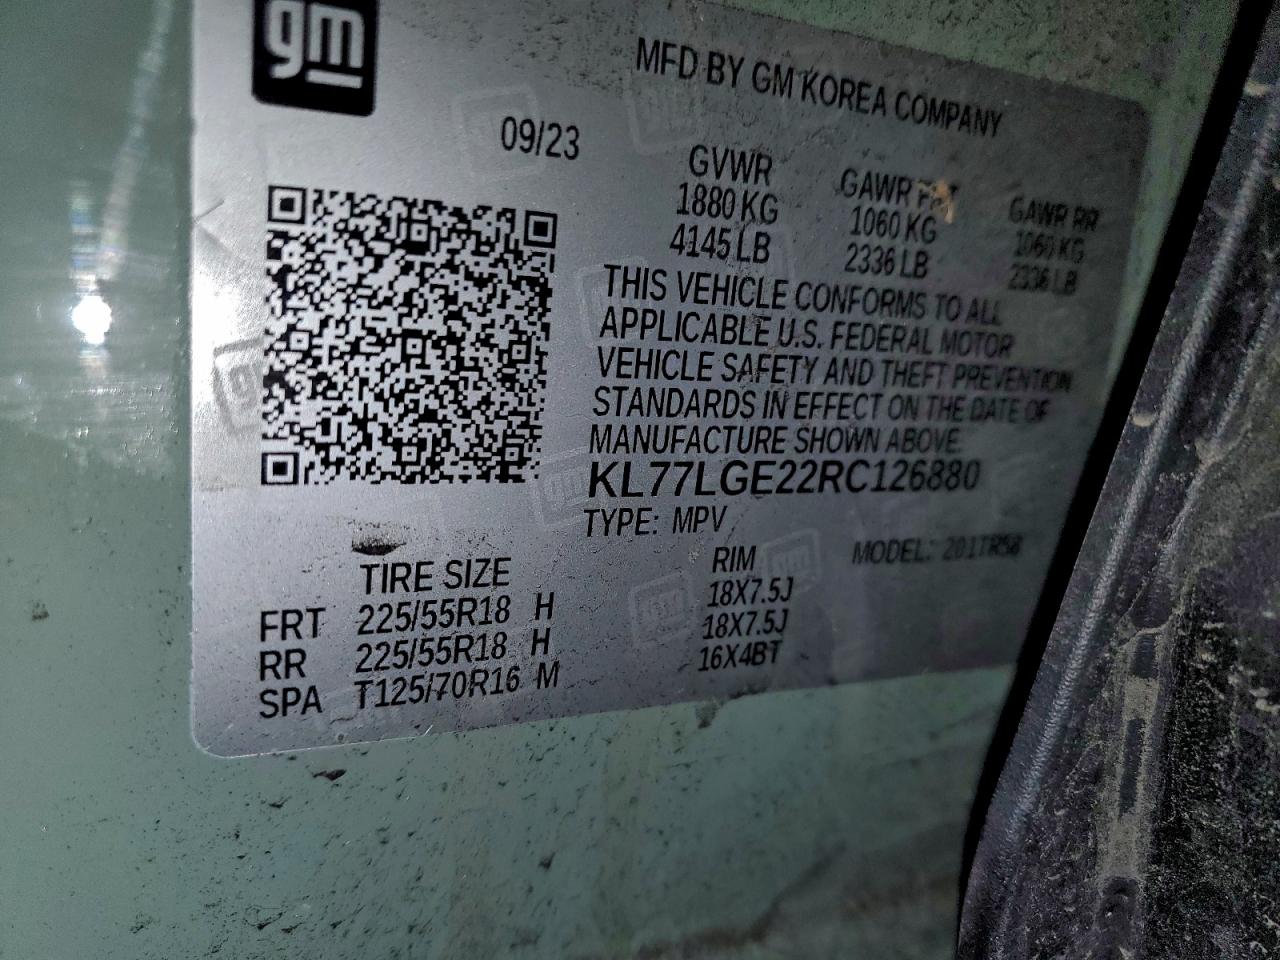 gm
MFD BY GM KOREA COMPANY
09/23
GVWR GAWR FRT GAWR RR
1880 KG 1060 KG 1060 KG
4145 LB 2336 LB 2336 LB
THIS VEHICLE CONFORMS TO ALL
APPLICABLE U.S. FEDERAL MOTOR
VEHICLE SAFETY AND THEFT PREVENTION
STANDARDS IN EFFECT ON THE DATE OF
MANUFACTURE SHOWN ABOVE.
KL77LGE22RC126880
TYPE: MPV MODEL: 201TR58
TIRE SIZE RIM
FRT 225/55R18 H 18X7.5J
RR 225/55R18 H 18X7.5J
SPA T125/70R16 M 16X4BT